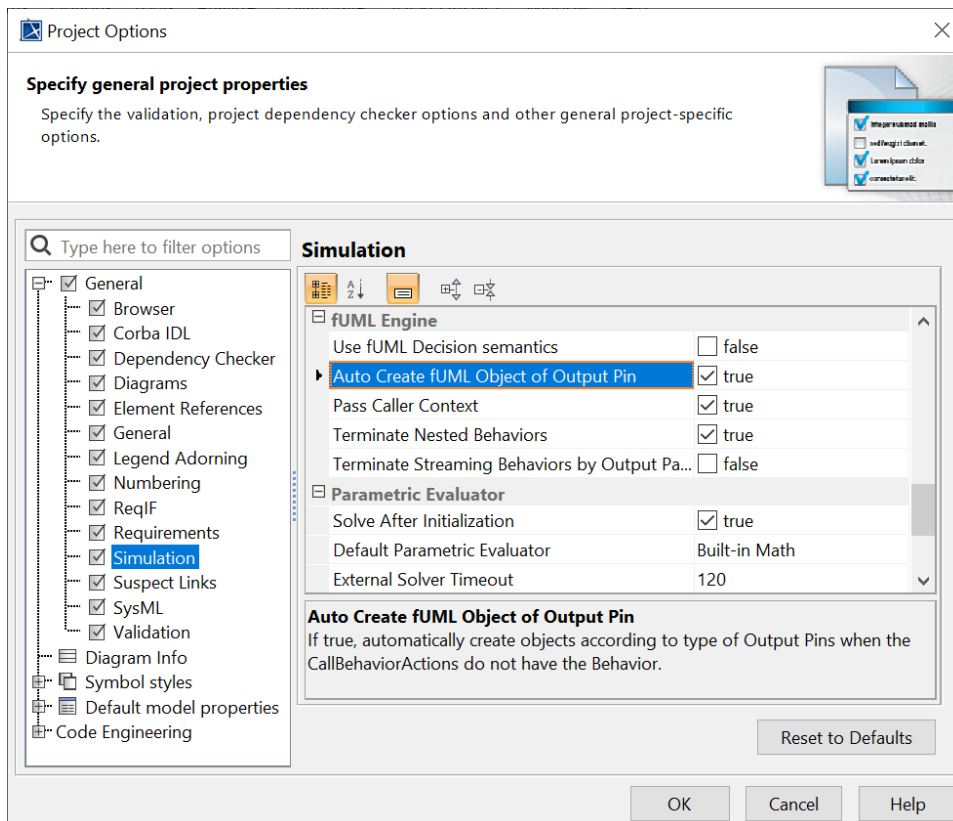 Project Options
Specify general project properties
Specify the validation, project dependency checker options and other general project-specific
options.
Type here to filter options
General
Browser
Corba IDL
Dependency Checker
Diagrams
Element References
General
Legend Adorning
Numbering
ReqIF
Requirements
Simulation
Suspect Links
SysML
Validation
Diagram Info
Symbol styles
Default model properties
Code Engineering
Simulation
fUML Engine
Use fUML Decision semantics false
Auto Create fUML Object of Output Pin true
Pass Caller Context true
Terminate Nested Behaviors true
Terminate Streaming Behaviors by Output Pa... false
Parametric Evaluator
Solve After Initialization true
Default Parametric Evaluator Built-in Math
External Solver Timeout 120
Auto Create fUML Object of Output Pin
If true, automatically create objects according to type of Output Pins when the
CallBehaviorActions do not have the Behavior.
Reset to Defaults
OK Cancel Help